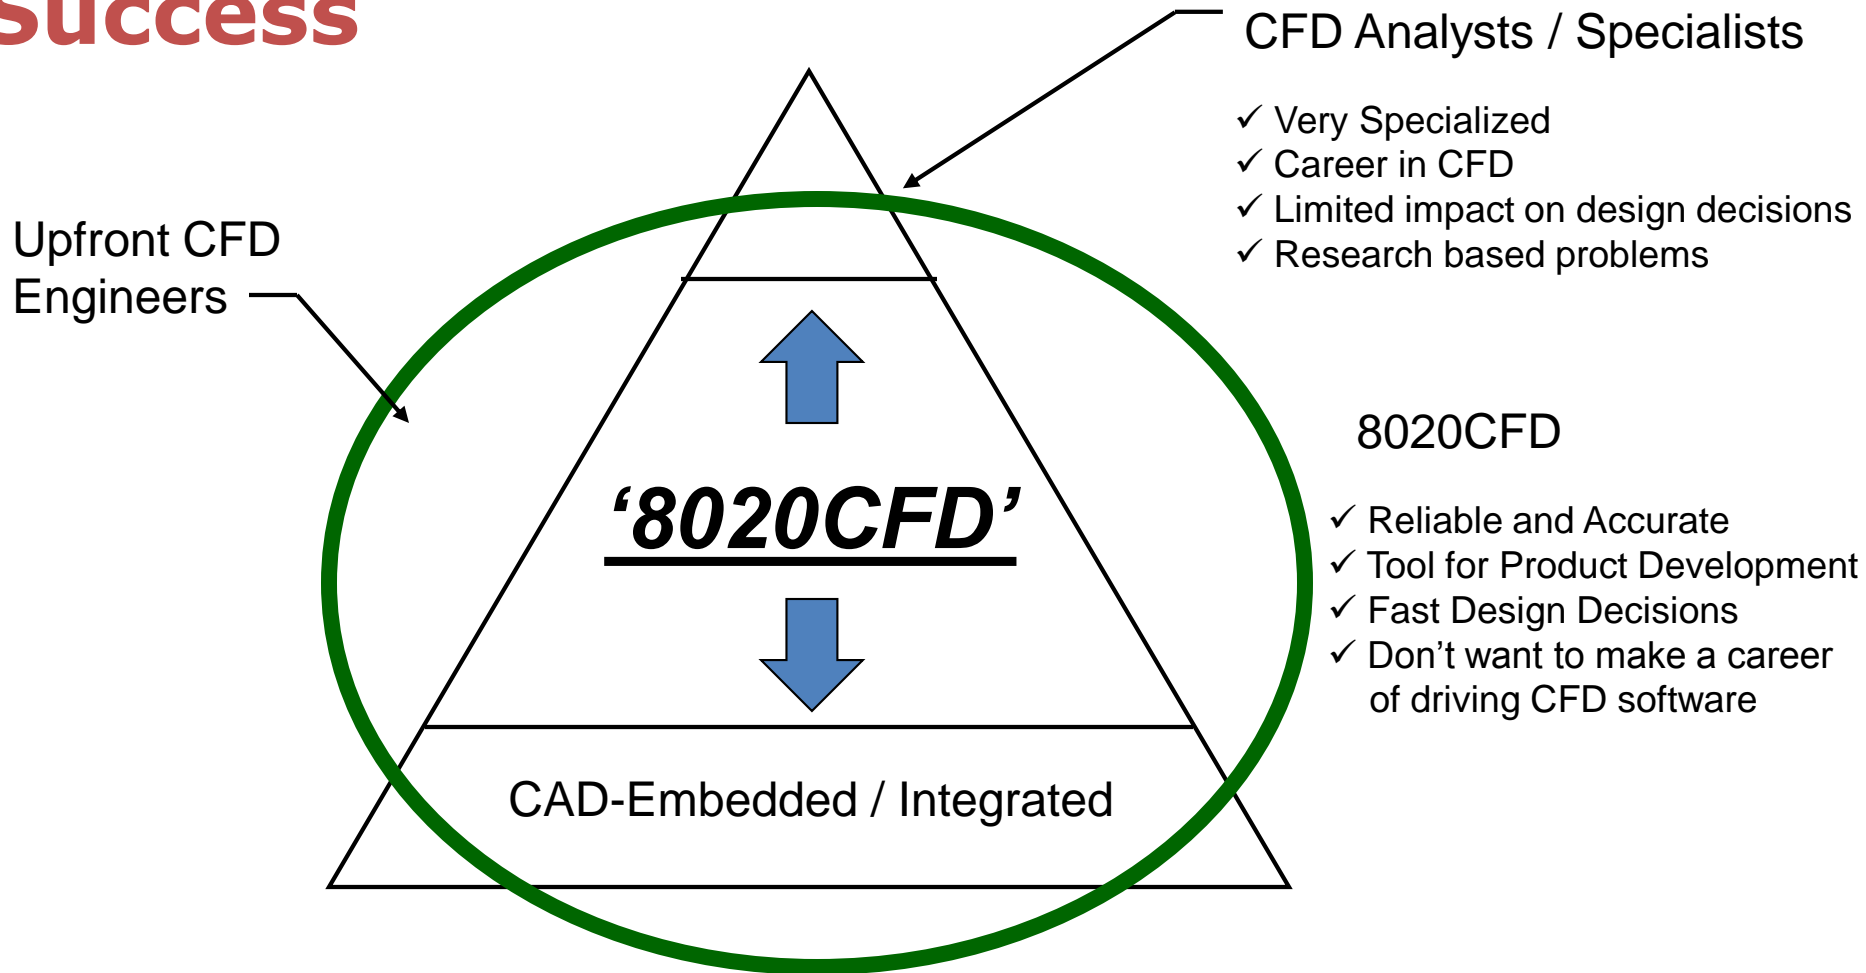 Success
CFD Analysts / Specialists
✓ Very Specialized
✓ Career in CFD
✓ Limited impact on design decisions
✓ Research based problems
Upfront CFD
Engineers
8020CFD
✓ Reliable and Accurate
✓ Tool for Product Development
✓ Fast Design Decisions
✓ Don’t want to make a career
of driving CFD software
‘8020CFD’
CAD-Embedded / Integrated